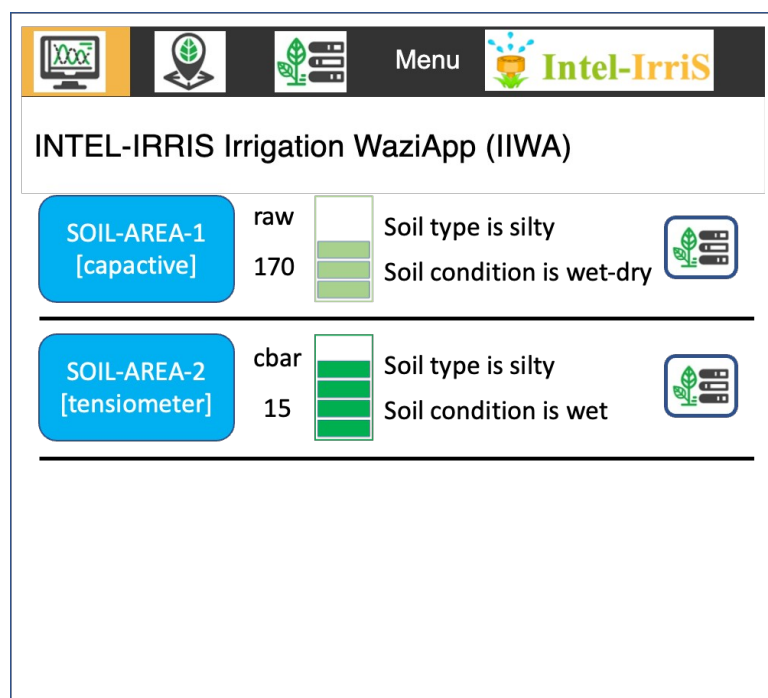 Menu
Intel-IrriS
INTEL-IRRIS Irrigation WaziApp (IIWA)
SOIL-AREA-1
[capactive]
raw
170
Soil type is silty
Soil condition is wet-dry
SOIL-AREA-2
[tensiometer]
cbar
15
Soil type is silty
Soil condition is wet